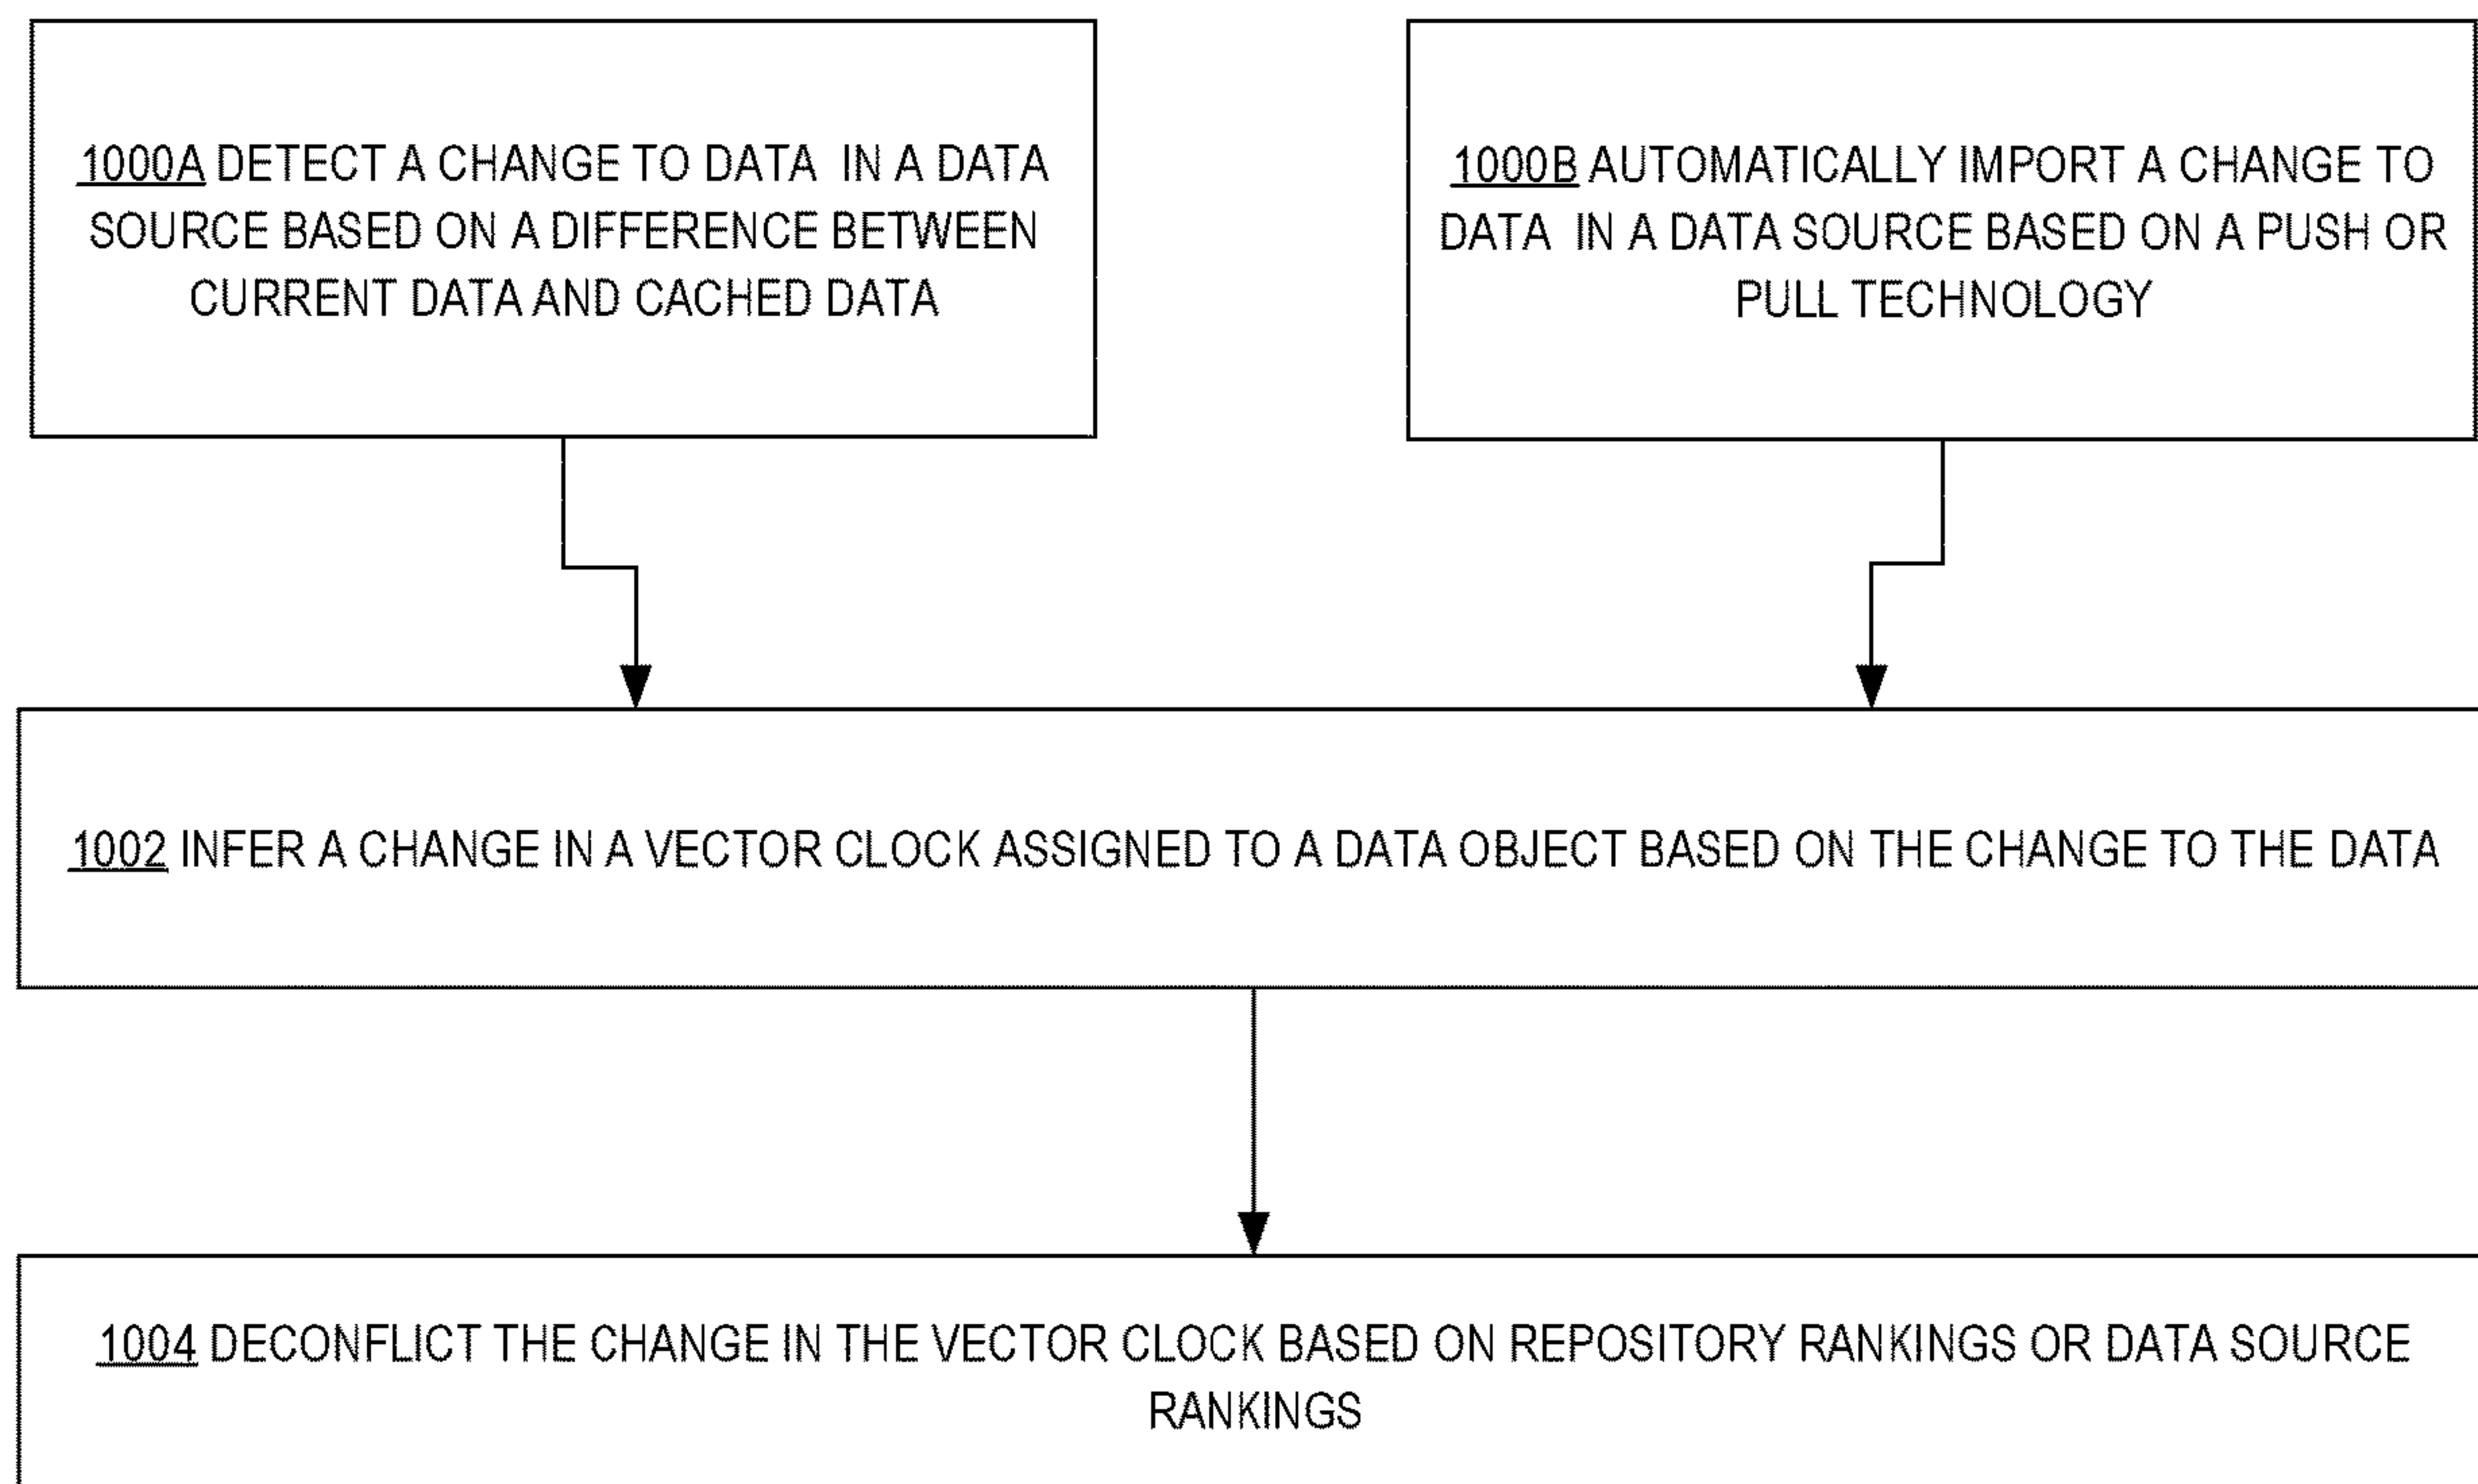 1000A DETECT A CHANGE TO DATA IN A DATA
SOURCE BASED ON A DIFFERENCE BETWEEN
CURRENT DATA AND CACHED DATA
1000B AUTOMATICALLY IMPORT A CHANGE TO
DATA IN A DATA SOURCE BASED ON A PUSH OR
PULL TECHNOLOGY
1002 INFER A CHANGE IN A VECTOR CLOCK ASSIGNED TO A DATA OBJECT BASED ON THE CHANGE TO THE DATA
1004 DECONFLICT THE CHANGE IN THE VECTOR CLOCK BASED ON REPOSITORY RANKINGS OR DATA SOURCE
RANKINGS